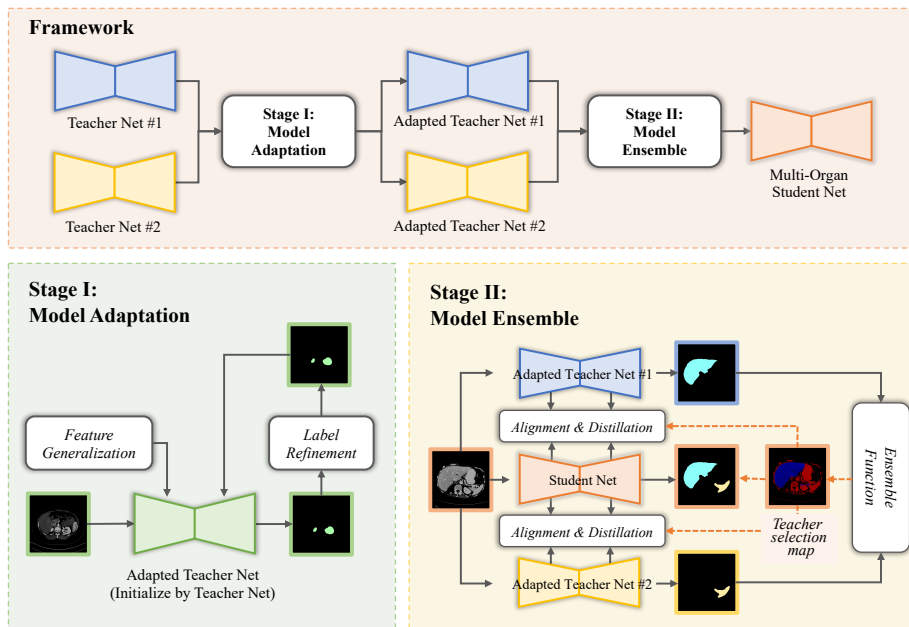 Framework
Teacher Net #1
Teacher Net #2
Stage I:
Model
Adaptation
Adapted Teacher Net #1
Adapted Teacher Net #2
Stage II:
Model
Ensemble
Multi-Organ
Student Net
Stage I:
Model Adaptation
Feature
Generalization
Label
Refinement
Adapted Teacher Net
(Initialize by Teacher Net)
Stage II:
Model Ensemble
Adapted Teacher Net #1
Alignment & Distillation
Student Net
Alignment & Distillation
Adapted Teacher Net #2
Teacher
selection
map
Ensemble
Function